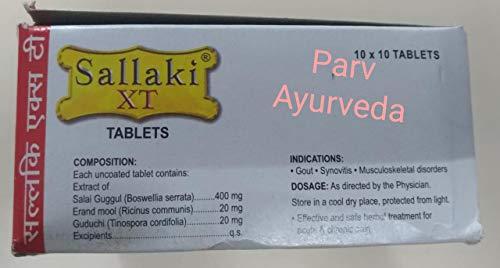 सल्लकि एक्स टी
Sallaki®
XT
TABLETS
10 x 10 TABLETS
Parv
Ayurveda
COMPOSITION:
Each uncoated tablet contains:
Extract of
Salai Guggul (Boswellia serrata).........400 mg
Erand mool (Ricinus communis)......... 20 mg
Guduchi (Tinospora cordifolia)............20 mg
Excipients.............................................q.s.
INDICATIONS:
• Gout • Synovitis • Musculoskeletal disorders
DOSAGE: As directed by the Physician.
Store in a cool dry place, protected from light.
• Effective and safe herbal treatment for
acute & chronic pain